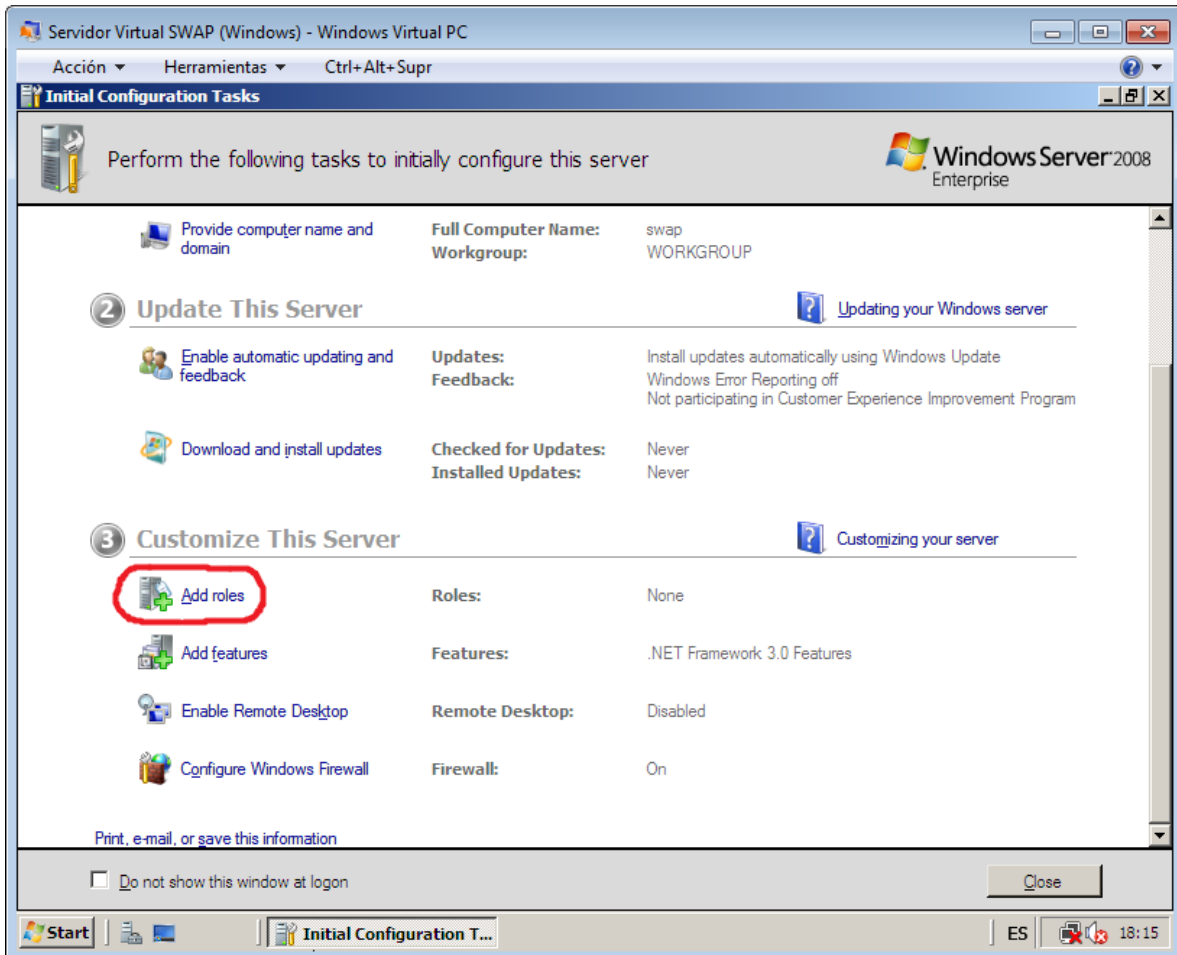 Servidor Virtual SWAP (Windows) - Windows Virtual PC
Acción Herramientas Ctrl+Alt+Supr
Initial Configuration Tasks
Perform the following tasks to initially configure this server
Windows Server 2008
Enterprise
Provide computer name and
domain
Full Computer Name: swap
Workgroup: WORKGROUP
2 Update This Server Updating your Windows server
Enable automatic updating and
feedback
Updates: Install updates automatically using Windows Update
Feedback: Windows Error Reporting off
Not participating in Customer Experience Improvement Program
Download and install updates Checked for Updates: Never
Installed Updates: Never
3 Customize This Server Customizing your server
Add roles Roles: None
Add features Features: .NET Framework 3.0 Features
Enable Remote Desktop Remote Desktop: Disabled
Configure Windows Firewall Firewall: On
Print, e-mail, or save this information
Do not show this window at logon Close
Start Initial Configuration T... ES 18:15